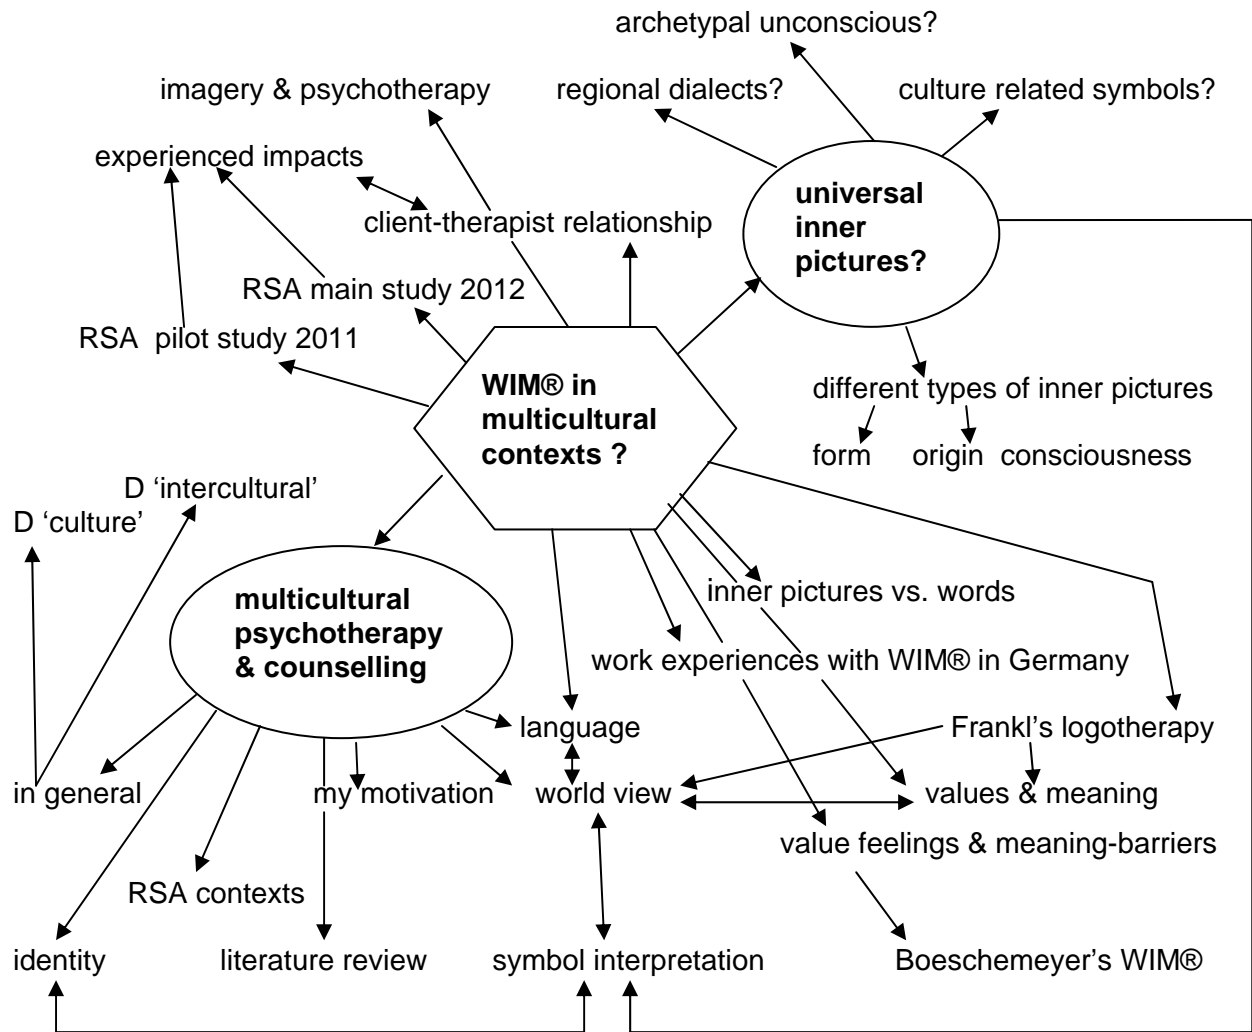 archetypal unconscious?
imagery & psychotherapy
regional dialects?
culture related symbols?
experienced impacts
client-therapist relationship
universal
inner
pictures?
RSA main study 2012
RSA pilot study 2011
WIM® in
multicultural
contexts ?
different types of inner pictures
form
origin
consciousness
D ‘intercultural’
D ‘culture’
multicultural
psychotherapy
& counselling
inner pictures vs. words
work experiences with WIM® in Germany
language
Frankl’s logotherapy
in general
my motivation
world view
values & meaning
value feelings & meaning-barriers
RSA contexts
identity
literature review
symbol interpretation
Boeschemeyer’s WIM®